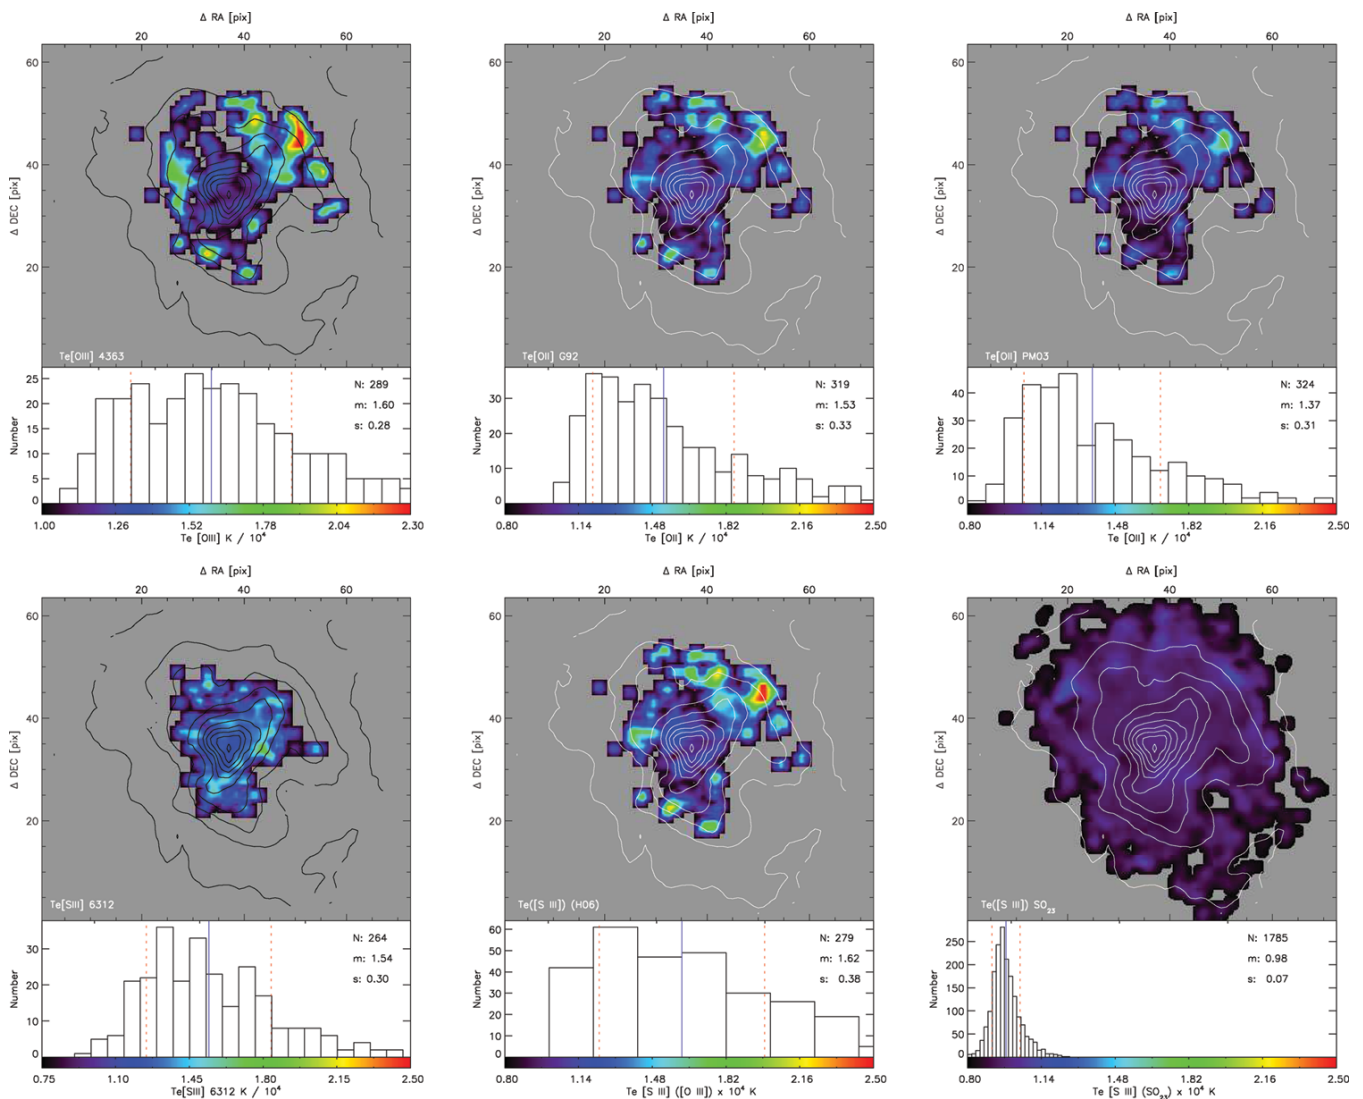 Δ RA [pix]
20 40 60
60
40
20
Δ DEC [pix]
Te[OIII] 4363
25
20
15
10
5
0
Number
N: 289
m: 1.60
s: 0.28
1.00 1.26 1.52 1.78 2.04 2.30
Te [OIII] K / 10⁴
Δ RA [pix]
20 40 60
60
40
20
Δ DEC [pix]
Te[OII] G92
30
20
10
0
Number
N: 319
m: 1.53
s: 0.33
0.80 1.14 1.48 1.82 2.16 2.50
Te [OII] K / 10⁴
Δ RA [pix]
20 40 60
60
40
20
Δ DEC [pix]
Te[OII] PM03
40
30
20
10
0
Number
N: 324
m: 1.37
s: 0.31
0.80 1.14 1.48 1.82 2.16 2.50
Te [OII] K / 10⁴
Δ RA [pix]
20 40 60
60
40
20
Δ DEC [pix]
Te[SIII] 6312
30
20
10
0
Number
N: 264
m: 1.54
s: 0.30
0.75 1.10 1.45 1.80 2.15 2.50
Te[SIII] 6312 K / 10⁴
Δ RA [pix]
20 40 60
60
40
20
Δ DEC [pix]
Te([S III]) (H06)
60
50
40
30
20
10
0
Number
N: 279
m: 1.62
s: 0.38
0.80 1.14 1.48 1.82 2.16 2.50
Te [S III] ([O III]) x 10⁴ K
Δ RA [pix]
20 40 60
60
40
20
Δ DEC [pix]
Te([S III]) SO₂₃
250
200
150
100
50
0
Number
N: 1785
m: 0.98
s: 0.07
0.80 1.14 1.48 1.82 2.16 2.50
Te [S III] (SO₂₃) x 10⁴ K